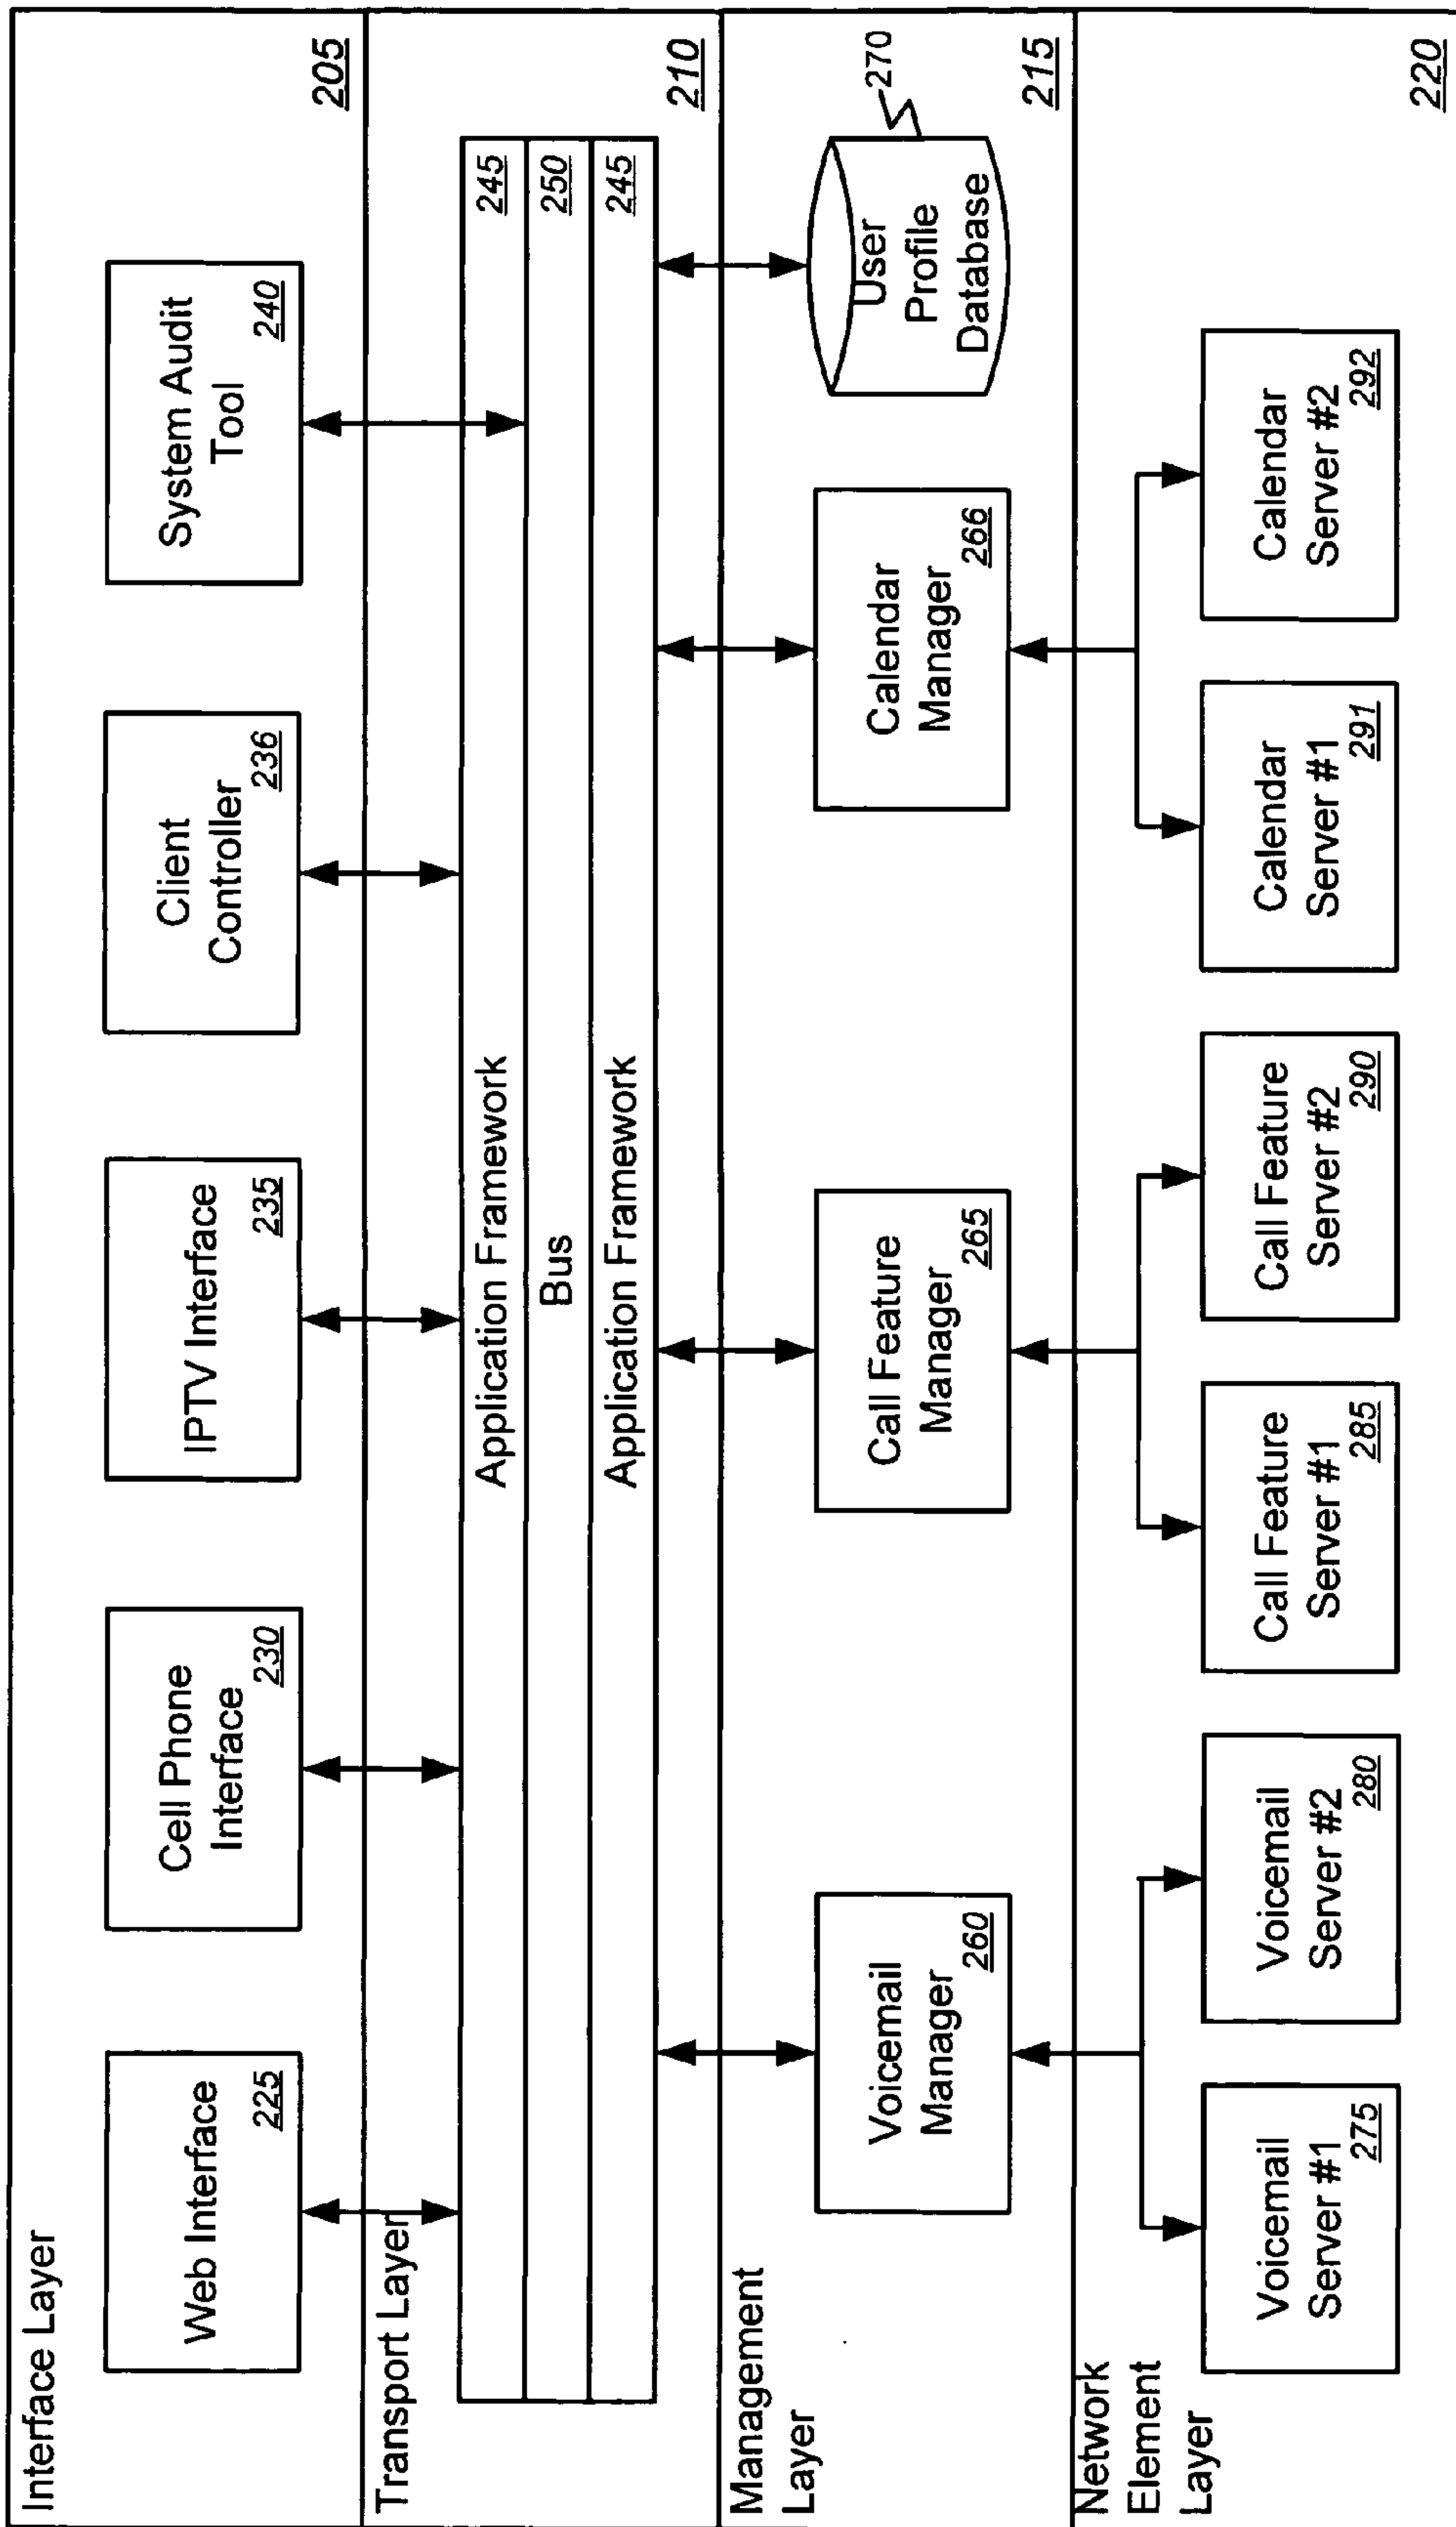 Interface Layer
205
Web Interface
225
Cell Phone
Interface
230
IPTV Interface
235
Client
Controller
236
System Audit
Tool
240
Transport Layer
210
Application Framework
245
Bus
250
Application Framework
245
Management
Layer
215
Voicemail
Manager
260
Call Feature
Manager
265
Calendar
Manager
266
User
Profile
Database
270
Network
Element
Layer
220
Voicemail
Server #1
275
Voicemail
Server #2
280
Call Feature
Server #1
285
Call Feature
Server #2
290
Calendar
Server #1
291
Calendar
Server #2
292